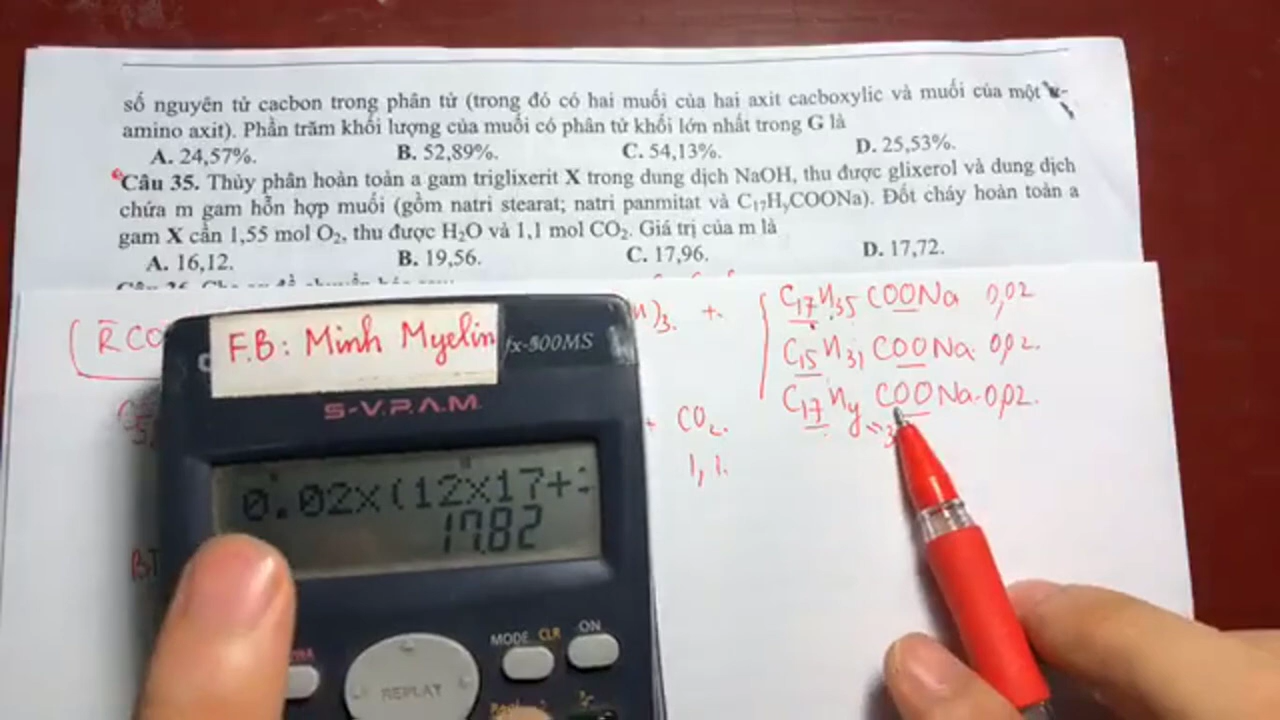 số nguyên tử cacbon trong phân tử (trong đó có hai muối của hai axit cacboxylic và muối của một α-
amino axit). Phần trăm khối lượng của muối có phân tử khối lớn nhất trong G là
A. 24,57%. B. 52,89%. C. 54,13%. D. 25,53%.
Câu 35. Thủy phân hoàn toàn a gam triglixerit X trong dung dịch NaOH, thu được glixerol và dung dịch
chứa m gam hỗn hợp muối (gồm natri stearat; natri panmitat và C₁₇HᵧCOONa). Đốt cháy hoàn toàn a
gam X cần 1,55 mol O₂, thu được H₂O và 1,1 mol CO₂. Giá trị của m là
A. 16,12. B. 19,56. C. 17,96. D. 17,72.
R̄CO
)₃. +
C₁₇H₃₅COONa 0,02
C₁₅H₃₁COONa 0,02.
C₁₇HyCOONa-0,02.
+ CO₂.
1,1.
BT
F.B: Minh Myelin
fx-500MS
S-V.P.A.M.
0.02x(12x17+
17.82
MODE CLR ON
REPLAY